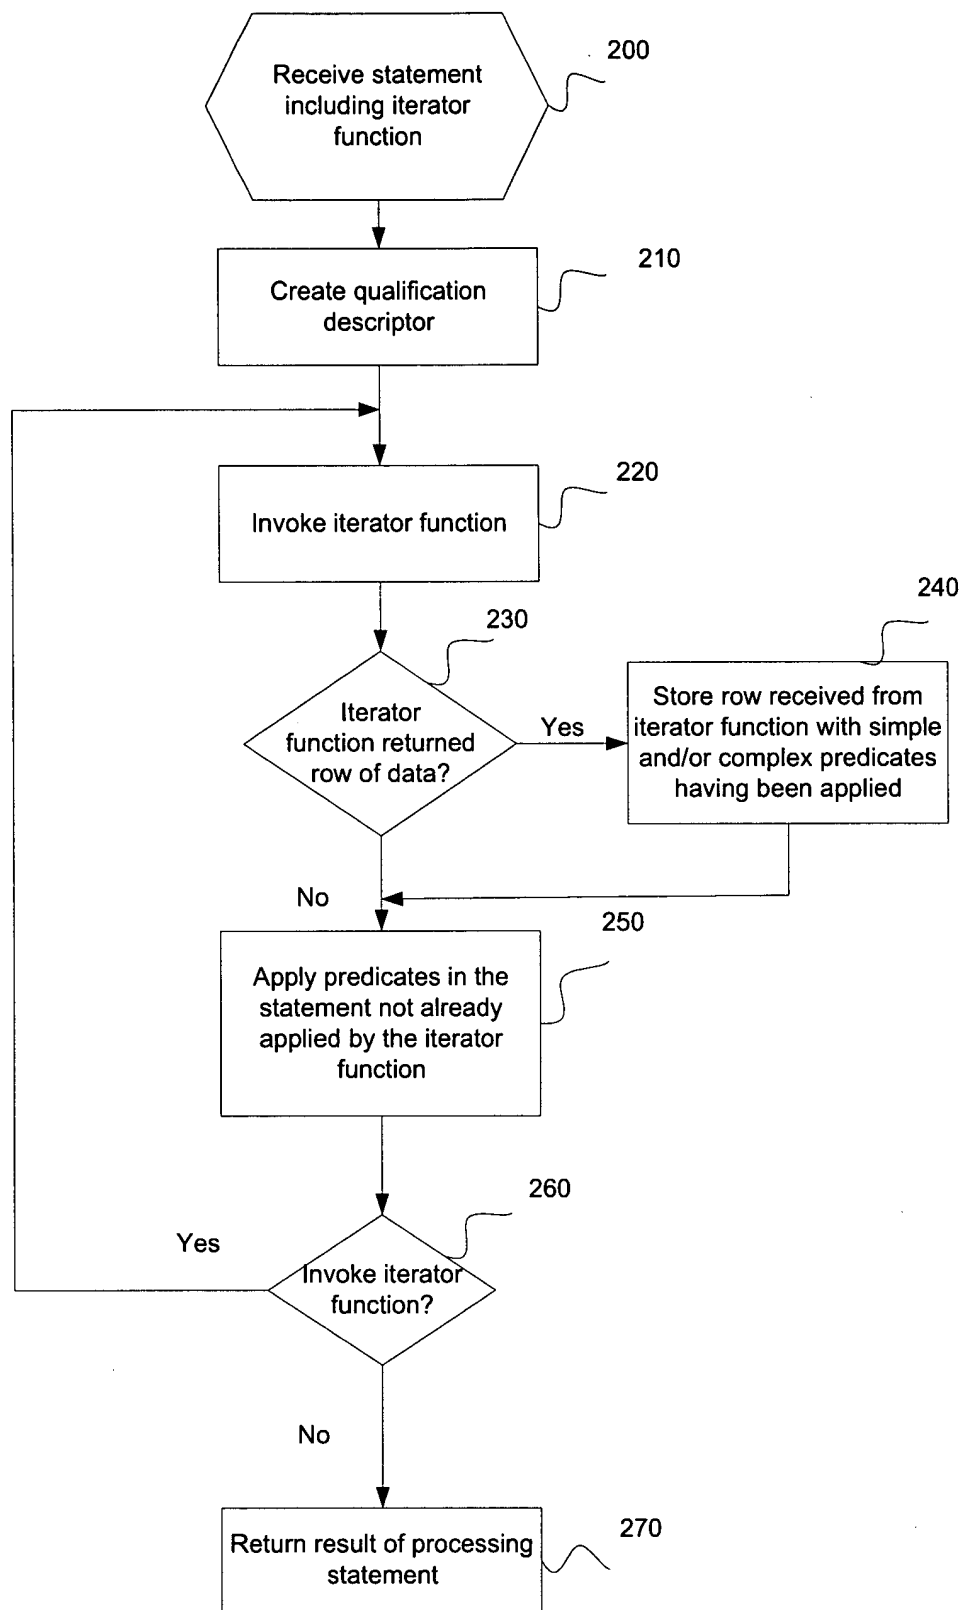 200
Receive statement
including iterator
function
210
Create qualification
descriptor
220
Invoke iterator function
230
240
Iterator
function returned
row of data?
Yes
Store row received from
iterator function with simple
and/or complex predicates
having been applied
No
250
Apply predicates in the
statement not already
applied by the iterator
function
260
Yes
Invoke iterator
function?
No
270
Return result of processing
statement